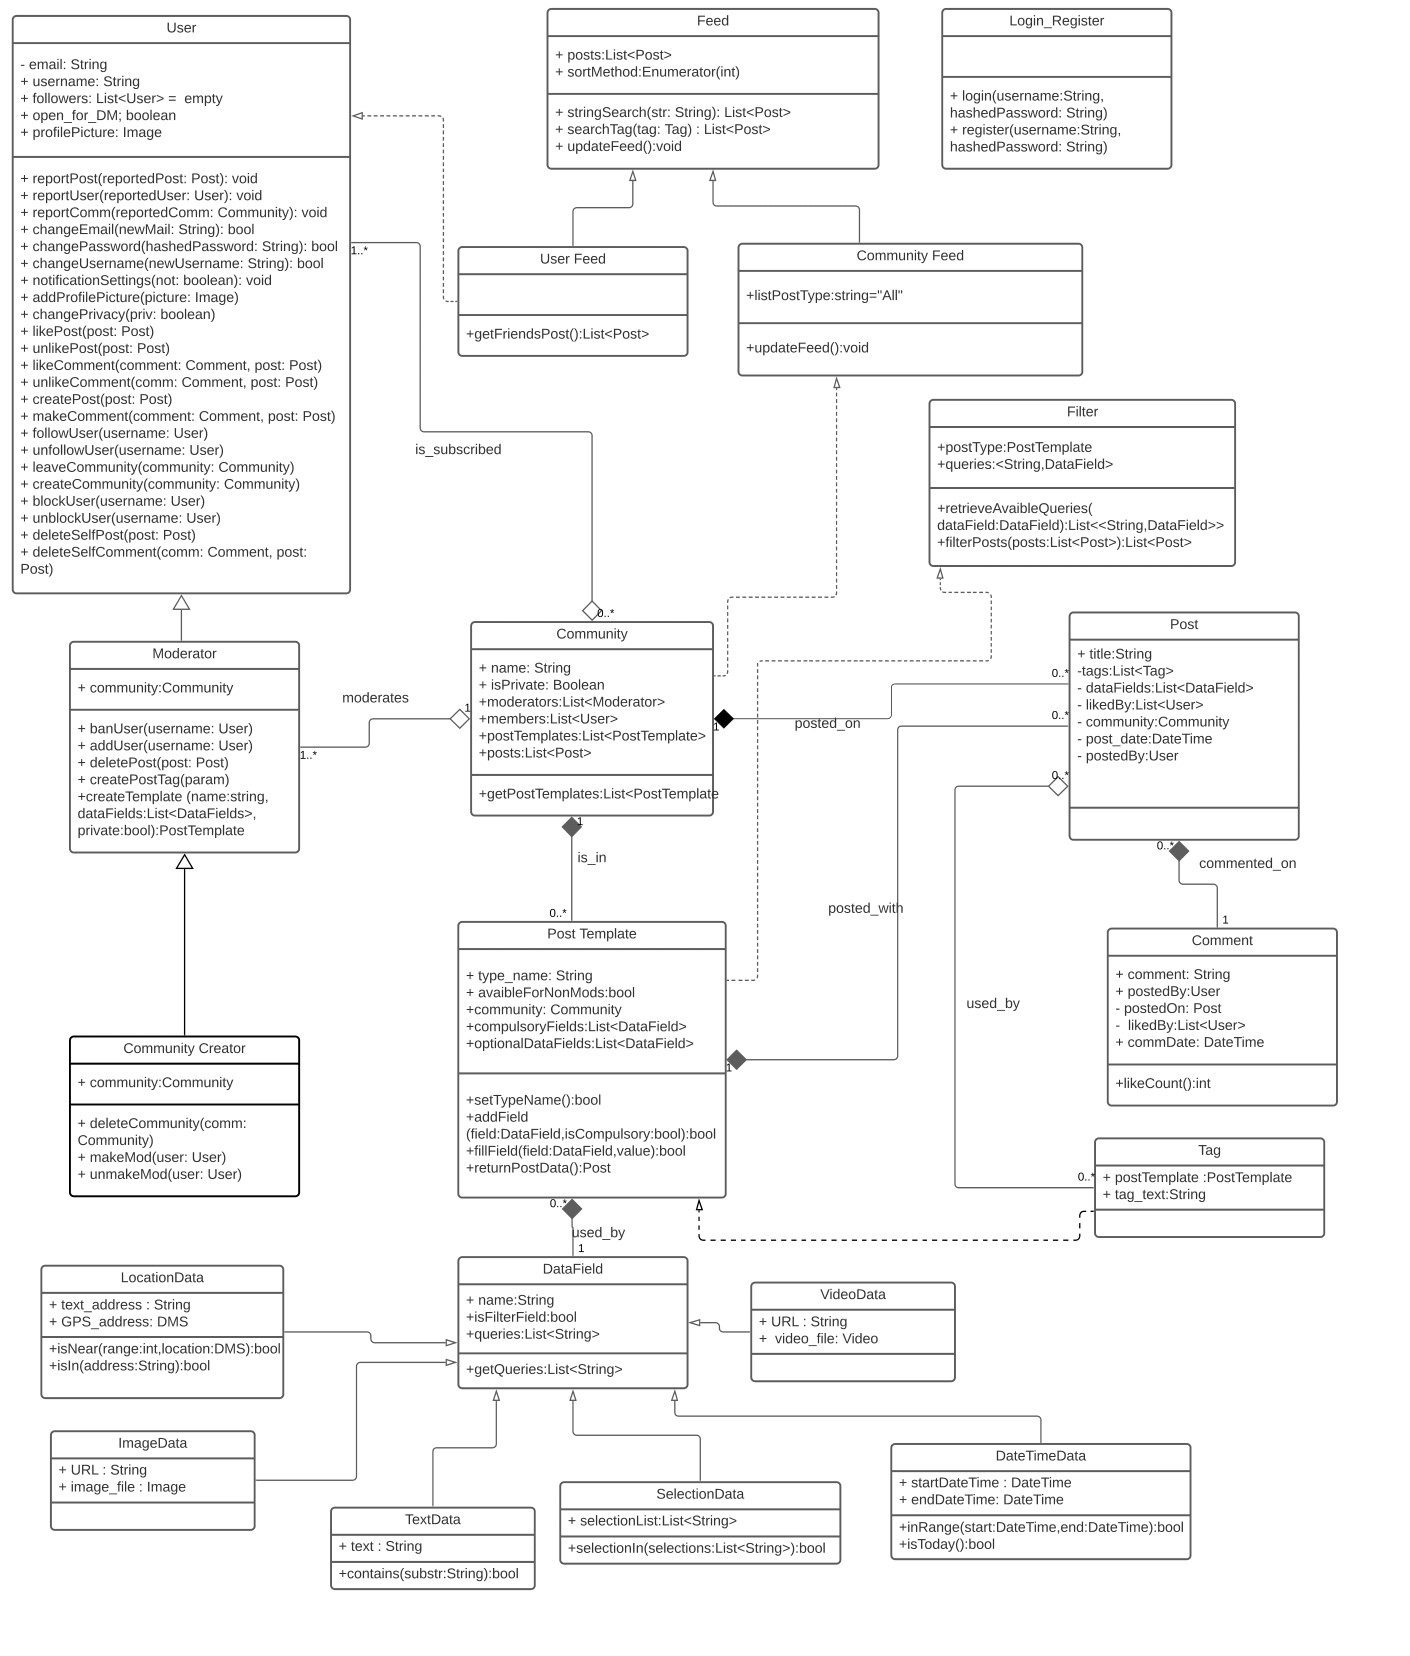 User
- email: String
+ username: String
+ followers: List<User> =  empty
+ open_for_DM; boolean
+ profilePicture: Image
+ reportPost(reportedPost: Post): void
+ reportUser(reportedUser: User): void
+ reportComm(reportedComm: Community): void
+ changeEmail(newMail: String): bool
+ changePassword(hashedPassword: String): bool
+ changeUsername(newUsername: String): bool
+ notificationSettings(not: boolean): void
+ addProfilePicture(picture: Image)
+ changePrivacy(priv: boolean)
+ likePost(post: Post)
+ unlikePost(post: Post)
+ likeComment(comment: Comment, post: Post)
+ unlikeComment(comm: Comment, post: Post)
+ createPost(post: Post)
+ makeComment(comment: Comment, post: Post)
+ followUser(username: User)
+ unfollowUser(username: User)
+ leaveCommunity(community: Community)
+ createCommunity(community: Community)
+ blockUser(username: User)
+ unblockUser(username: User)
+ deleteSelfPost(post: Post)
+ deleteSelfComment(comm: Comment, post:
Post)
Feed
+ posts:List<Post>
+ sortMethod:Enumerator(int)
+ stringSearch(str: String): List<Post>
+ searchTag(tag: Tag) : List<Post>
+ updateFeed():void
Login_Register
+ login(username:String,
hashedPassword: String)
+ register(username:String,
hashedPassword: String)
User Feed
+getFriendsPost():List<Post>
Community Feed
+listPostType:string="All"
+updateFeed():void
1..*
is_subscribed
0..*
Filter
+postType:PostTemplate
+queries:<String,DataField>
+retrieveAvaibleQueries(
dataField:DataField):List<<String,DataField>>
+filterPosts(posts:List<Post>):List<Post>
Moderator
+ community:Community
+ banUser(username: User)
+ addUser(username: User)
+ deletePost(post: Post)
+ createPostTag(param)
+createTemplate (name:string,
dataFields:List<DataFields>,
private:bool):PostTemplate
moderates
1
1..*
Community
+ name: String
+ isPrivate: Boolean
+moderators:List<Moderator>
+members:List<User>
+postTemplates:List<PostTemplate>
+posts:List<Post>
+getPostTemplates:List<PostTemplate
1
posted_on
0..*
0..*
0..*
Post
+ title:String
-tags:List<Tag>
- dataFields:List<DataField>
- likedBy:List<User>
- community:Community
- post_date:DateTime
- postedBy:User
1
is_in
0..*
posted_with
0..*
commented_on
1
Post Template
+ type_name: String
+ avaibleForNonMods:bool
+community: Community
+compulsoryFields:List<DataField>
+optionalDataFields:List<DataField>
+setTypeName():bool
+addField
(field:DataField,isCompulsory:bool):bool
+fillField(field:DataField,value):bool
+returnPostData():Post
1
used_by
Comment
+ comment: String
+ postedBy:User
- postedOn: Post
-  likedBy:List<User>
+ commDate: DateTime
+likeCount():int
Community Creator
+ community:Community
+ deleteCommunity(comm:
Community)
+ makeMod(user: User)
+ unmakeMod(user: User)
0..*
Tag
+ postTemplate :PostTemplate
+ tag_text:String
0..*
used_by
1
LocationData
+ text_address : String
+ GPS_address: DMS
+isNear(range:int,location:DMS):bool
+isIn(address:String):bool
DataField
+ name:String
+isFilterField:bool
+queries:List<String>
+getQueries:List<String>
VideoData
+ URL : String
+  video_file: Video
ImageData
+ URL : String
+ image_file : Image
TextData
+ text : String
+contains(substr:String):bool
SelectionData
+ selectionList:List<String>
+selectionIn(selections:List<String>):bool
DateTimeData
+ startDateTime : DateTime
+ endDateTime: DateTime
+inRange(start:DateTime,end:DateTime):bool
+isToday():bool